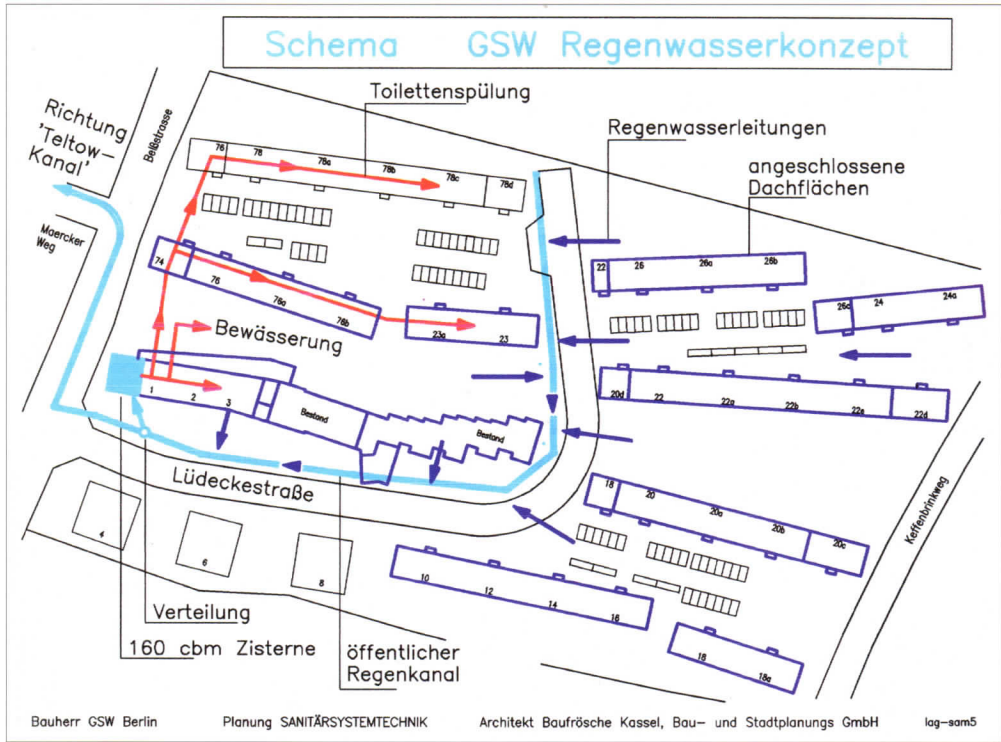 Schema GSW Regenwasserkonzept
Toilettenspülung
Richtung
'Teltow-
Kanal'
Beißstrasse
Regenwasserleitungen
angeschlossene
Dachflächen
Maercker
Weg
76
78
78a
78b
78c
78d
74
76
76a
76b
23a
23
22
26
26a
26b
26c
24
24a
Bewässerung
1
2
3
Bestand
Bestand
20d
22
22a
22b
22c
22d
Lüdeckestraße
18
20
20a
20b
20c
Keffenbrinkweg
4
6
8
10
12
14
16
18
18a
Verteilung
160 cbm Zisterne
öffentlicher
Regenkanal
Bauherr GSW Berlin
Planung SANITÄRSYSTEMTECHNIK
Architekt Baufrösche Kassel, Bau- und Stadtplanungs GmbH
lag-sam5